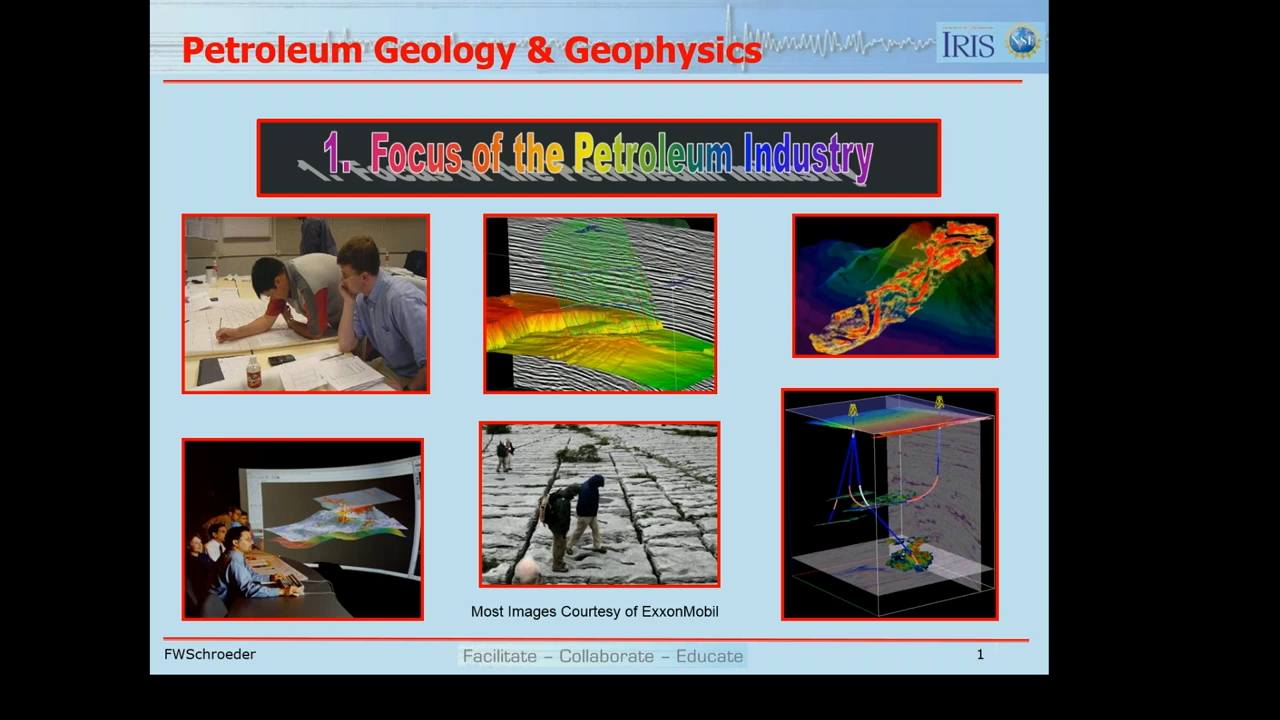 Petroleum Geology & Geophysics
IRIS
NSF
1. Focus of the Petroleum Industry
Most Images Courtesy of ExxonMobil
FWSchroeder
Facilitate – Collaborate – Educate
1